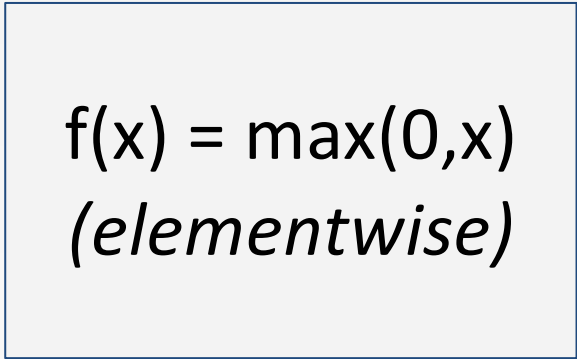 f(x) = max(0,x)
(elementwise)